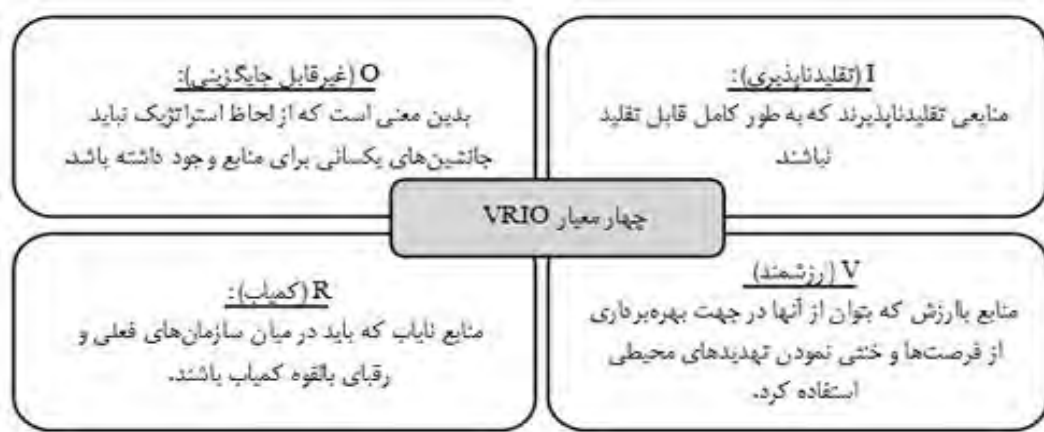 I (تقلیدناپذیری):
منابعی تقلیدناپذیرند که به طور کامل قابل تقلید
نباشند
O (غیرقابل جایگزینی):
بدین معنی است که از لحاظ استراتژیک نباید
جانشین‌های یکسانی برای منابع وجود داشته باشد.
چهار معیار VRIO
V (رزشمند)
منابع باارزش که بتوان از آنها در جهت بهره‌برداری
از فرصت‌ها و خنثی نمودن تهدیدهای محیطی
استفاده کرد.
R (کمیاب):
منابع نایاب که باید در میان سازمان‌های فعلی و
رقبای بالقوه کمیاب باشند.